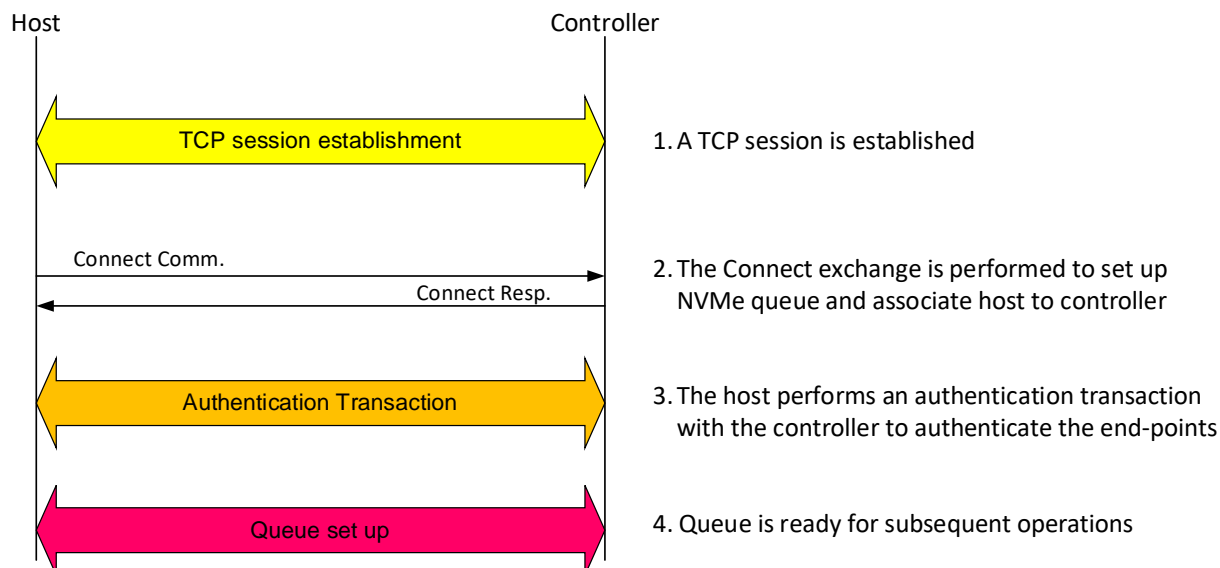 Host
Controller
TCP session establishment
1. A TCP session is established
Connect Comm.
Connect Resp.
2. The Connect exchange is performed to set up
NVMe queue and associate host to controller
Authentication Transaction
3. The host performs an authentication transaction
with the controller to authenticate the end-points
Queue set up
4. Queue is ready for subsequent operations